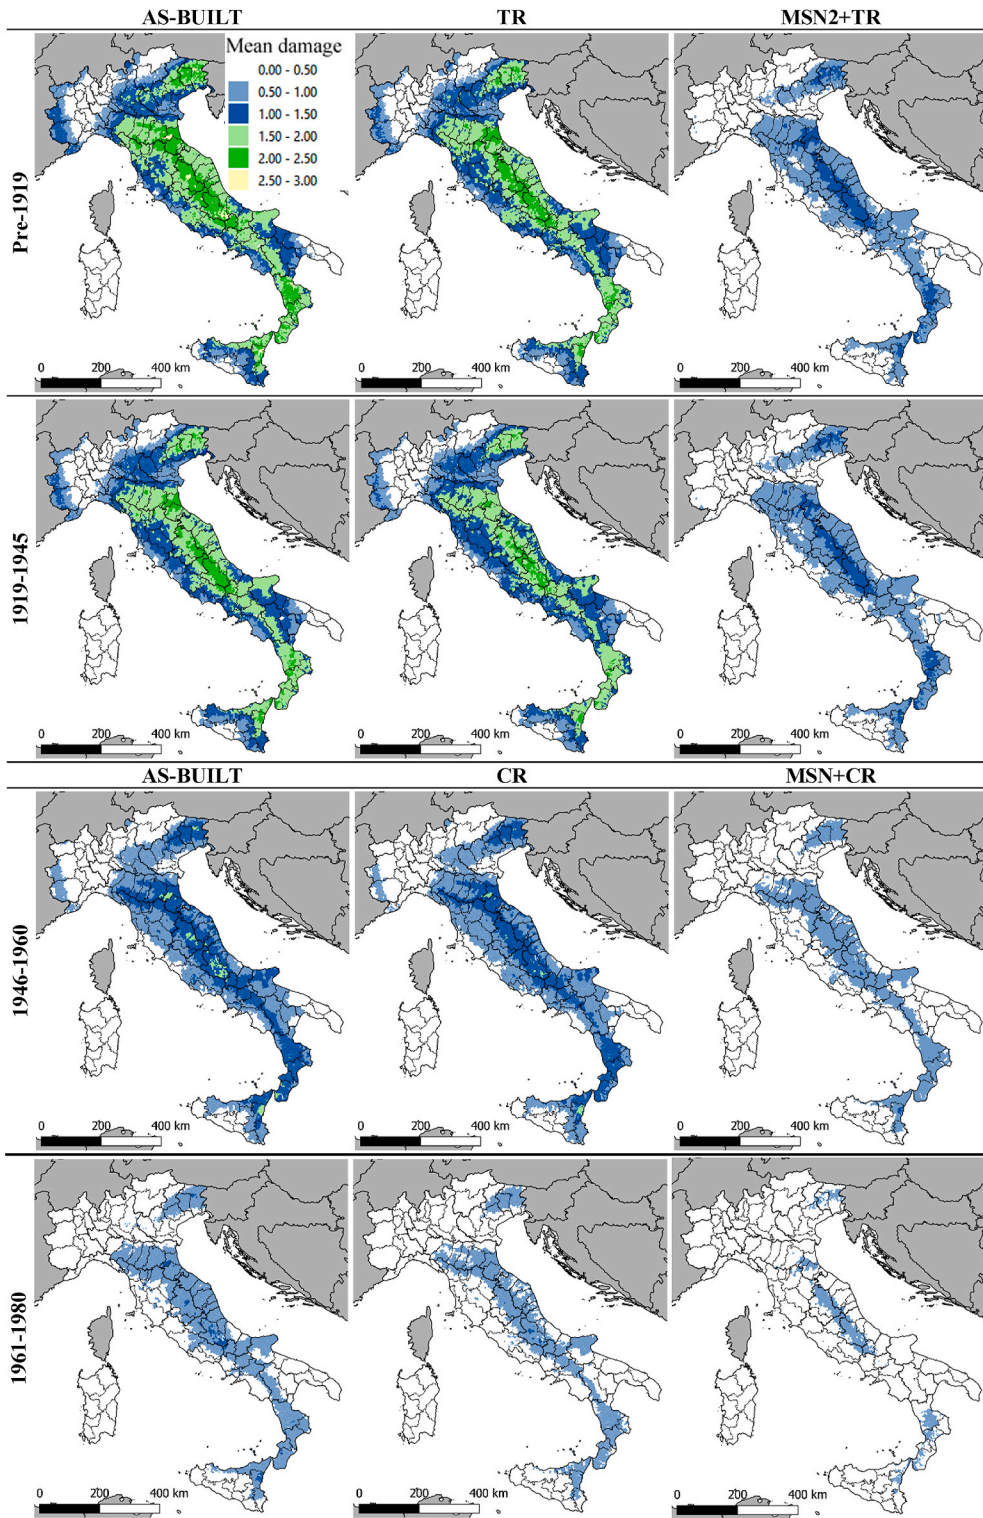 AS-BUILT TR MSN2+TR
Mean damage
0.00 - 0.50
0.50 - 1.00
1.00 - 1.50
1.50 - 2.00
2.00 - 2.50
2.50 - 3.00
Pre-1919
0 200 400 km 0 200 400 km 0 200 400 km
1919-1945
0 200 400 km 0 200 400 km 0 200 400 km
AS-BUILT CR MSN+CR
1946-1960
0 200 400 km 0 200 400 km 0 200 400 km
1961-1980
0 200 400 km 0 200 400 km 0 200 400 km